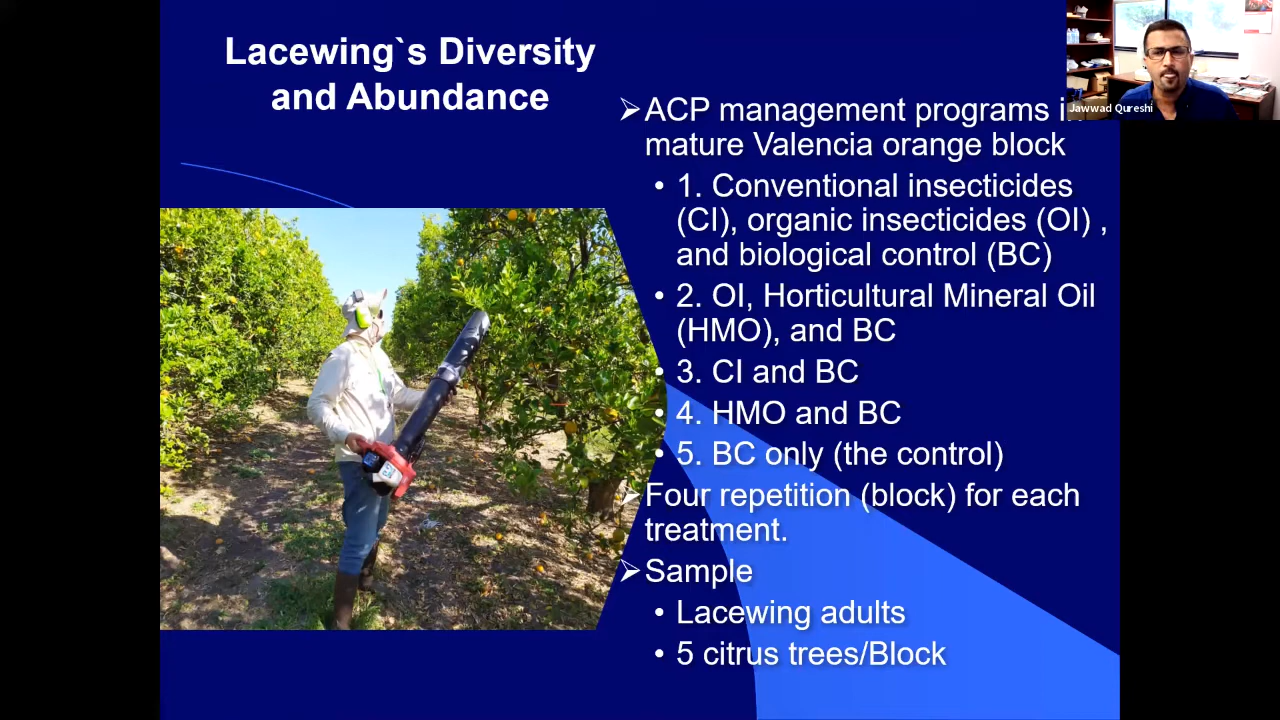 Lacewing`s Diversity
and Abundance
Jawwad Qureshi
➢ACP management programs i
mature Valencia orange block
• 1. Conventional insecticides
(CI), organic insecticides (OI) ,
and biological control (BC)
• 2. OI, Horticultural Mineral Oil
(HMO), and BC
• 3. CI and BC
• 4. HMO and BC
• 5. BC only (the control)
➢Four repetition (block) for each
treatment.
➢Sample
• Lacewing adults
• 5 citrus trees/Block